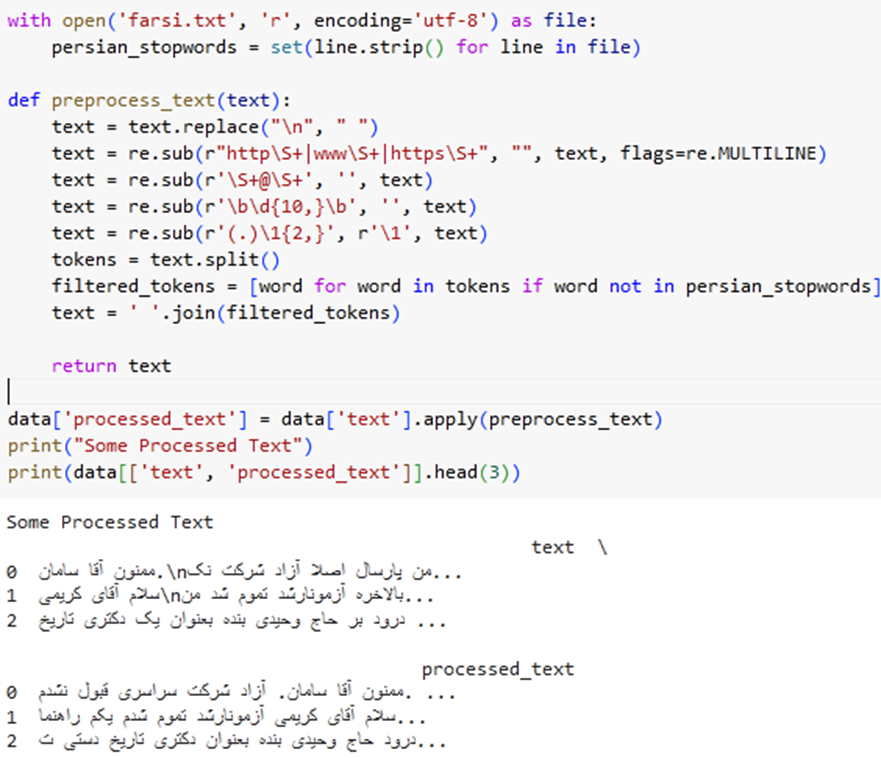 with open('farsi.txt', 'r', encoding='utf-8') as file:
    persian_stopwords = set(line.strip() for line in file)
def preprocess_text(text):
    text = text.replace("\n", " ")
    text = re.sub(r"http\S+|www\S+|https\S+", "", text, flags=re.MULTILINE)
    text = re.sub(r'\S+@\S+', '', text)
    text = re.sub(r'\b\d{10,}\b', '', text)
    text = re.sub(r'(.)\1{2,}', r'\1', text)
    tokens = text.split()
    filtered_tokens = [word for word in tokens if word not in persian_stopwords]
    text = ' '.join(filtered_tokens)
    return text
data['processed_text'] = data['text'].apply(preprocess_text)
print("Some Processed Text")
print(data[['text', 'processed_text']].head(3))
Some Processed Text
text \
0 ممنون آقا سامان.\nمن پارسال اصلا آزاد شرکت نک...
1 سلام آقای کریمی\nبالاخره آزمونارشد تموم شد من...
2 درود بر حاج وحیدی بنده بعنوان یک دکتری تاریخ ...
processed_text
0 ممنون آقا سامان. آزاد شرکت سراسری قبول نشدم. ...
1 سلام آقای کریمی آزمونارشد تموم شدم یکم راهنما...
2 درود حاج وحیدی بنده بعنوان دکتری تاریخ دستی ت...